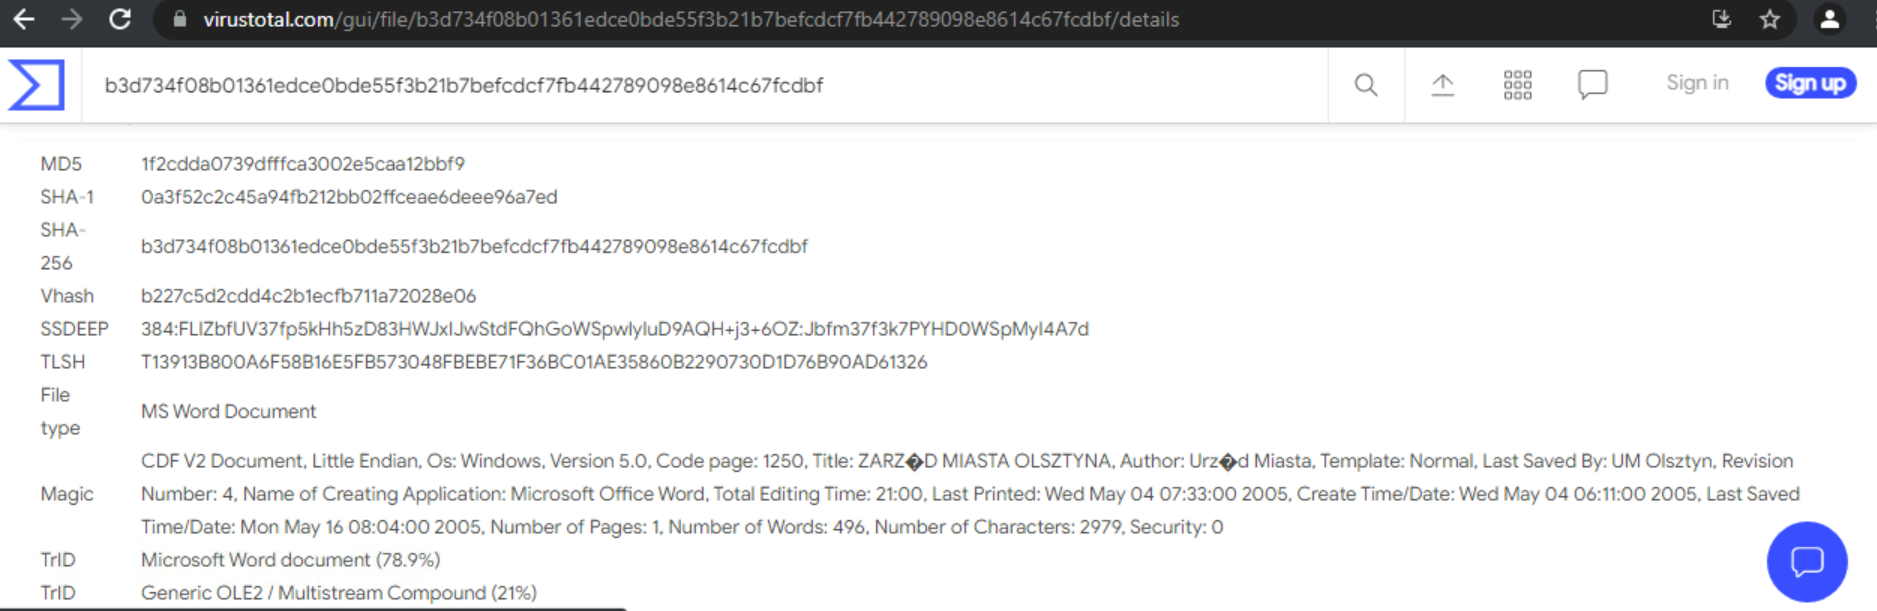 virustotal.com/gui/file/b3d734f08b01361edce0bde55f3b21b7befcdcf7fb442789098e8614c67fcdbf/details
b3d734f08b01361edce0bde55f3b21b7befcdcf7fb442789098e8614c67fcdbf
Sign in
Sign up
MD5 1f2cdda0739dfffca3002e5caa12bbf9
SHA-1 0a3f52c2c45a94fb212bb02ffceae6deee96a7ed
SHA-
256
b3d734f08b01361edce0bde55f3b21b7befcdcf7fb442789098e8614c67fcdbf
Vhash b227c5d2cdd4c2b1ecfb711a72028e06
SSDEEP 384:FLIZbfUV37fp5kHh5zD83HWJxIJwStdFQhGoWSpwlyluD9AQH+j3+6OZ:Jbfm37f3k7PYHD0WSpMyI4A7d
TLSH T13913B800A6F58B16E5FB573048FBEBE71F36BC01AE35860B2290730D1D76B90AD61326
File
type
MS Word Document
Magic
CDF V2 Document, Little Endian, Os: Windows, Version 5.0, Code page: 1250, Title: ZARZ�D MIASTA OLSZTYNA, Author: Urz�d Miasta, Template: Normal, Last Saved By: UM Olsztyn, Revision
Number: 4, Name of Creating Application: Microsoft Office Word, Total Editing Time: 21:00, Last Printed: Wed May 04 07:33:00 2005, Create Time/Date: Wed May 04 06:11:00 2005, Last Saved
Time/Date: Mon May 16 08:04:00 2005, Number of Pages: 1, Number of Words: 496, Number of Characters: 2979, Security: 0
TrID Microsoft Word document (78.9%)
TrID Generic OLE2 / Multistream Compound (21%)